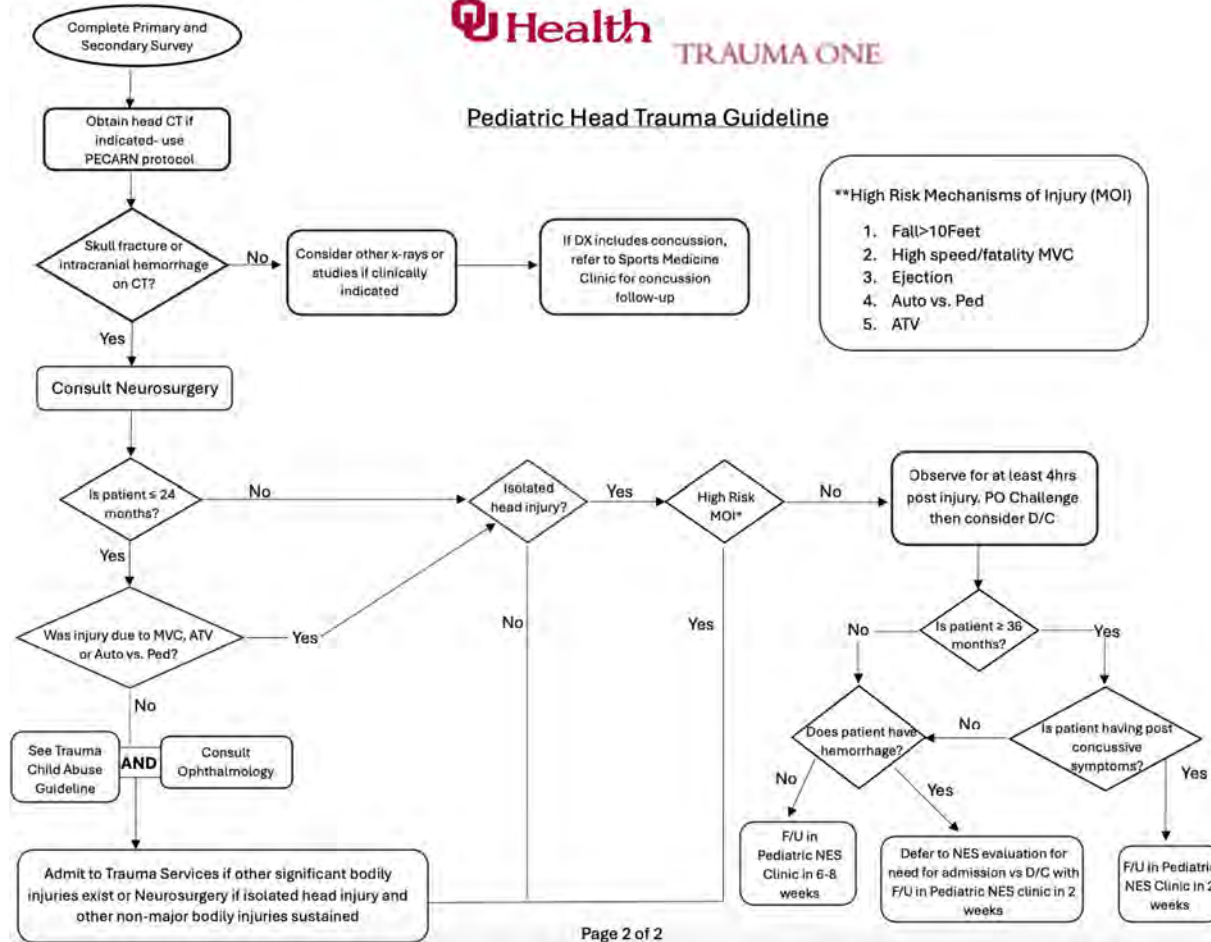 Complete Primary and
Secondary Survey
OU Health
TRAUMA ONE
Pediatric Head Trauma Guideline
Obtain head CT if
indicated- use
PECARN protocol
**High Risk Mechanisms of Injury (MOI)
1. Fall>10Feet
2. High speed/fatality MVC
3. Ejection
4. Auto vs. Ped
5. ATV
Skull fracture or
intracranial hemorrhage
on CT?
No
Consider other x-rays or
studies if clinically
indicated
If DX includes concussion,
refer to Sports Medicine
Clinic for concussion
follow-up
Yes
Consult Neurosurgery
Is patient ≤ 24
months?
No
Isolated
head injury?
Yes
High Risk
MOI*
No
Observe for at least 4hrs
post injury. PO Challenge
then consider D/C
Yes
Was injury due to MVC, ATV
or Auto vs. Ped?
Yes
No
Yes
Is patient ≥ 36
months?
No
Yes
No
See Trauma
Child Abuse
Guideline
AND
Consult
Ophthalmology
Does patient have
hemorrhage?
No
Is patient having post
concussive
symptoms?
No
Yes
Yes
F/U in
Pediatric NES
Clinic in 6-8
weeks
Defer to NES evaluation for
need for admission vs D/C with
F/U in Pediatric NES clinic in 2
weeks
F/U in Pediatric
NES Clinic in 2
weeks
Admit to Trauma Services if other significant bodily
injuries exist or Neurosurgery if isolated head injury and
other non-major bodily injuries sustained
Page 2 of 2